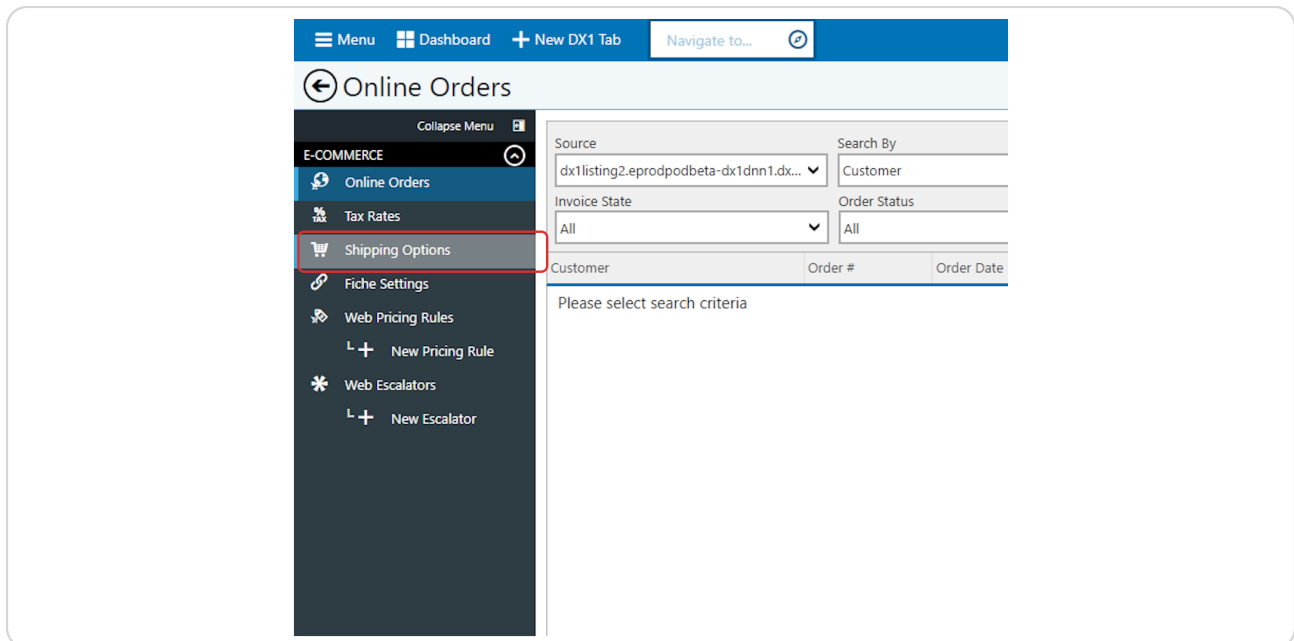 Menu Dashboard New DX1 Tab Navigate to...
Online Orders
Collapse Menu
E-COMMERCE
Online Orders
% TAX Tax Rates
Shipping Options
Fiche Settings
Web Pricing Rules
New Pricing Rule
Web Escalators
New Escalator
Source Search By
dx1listing2.eprodpodbeta-dx1dnn1.dx... Customer
Invoice State Order Status
All All
Customer Order # Order Date
Please select search criteria